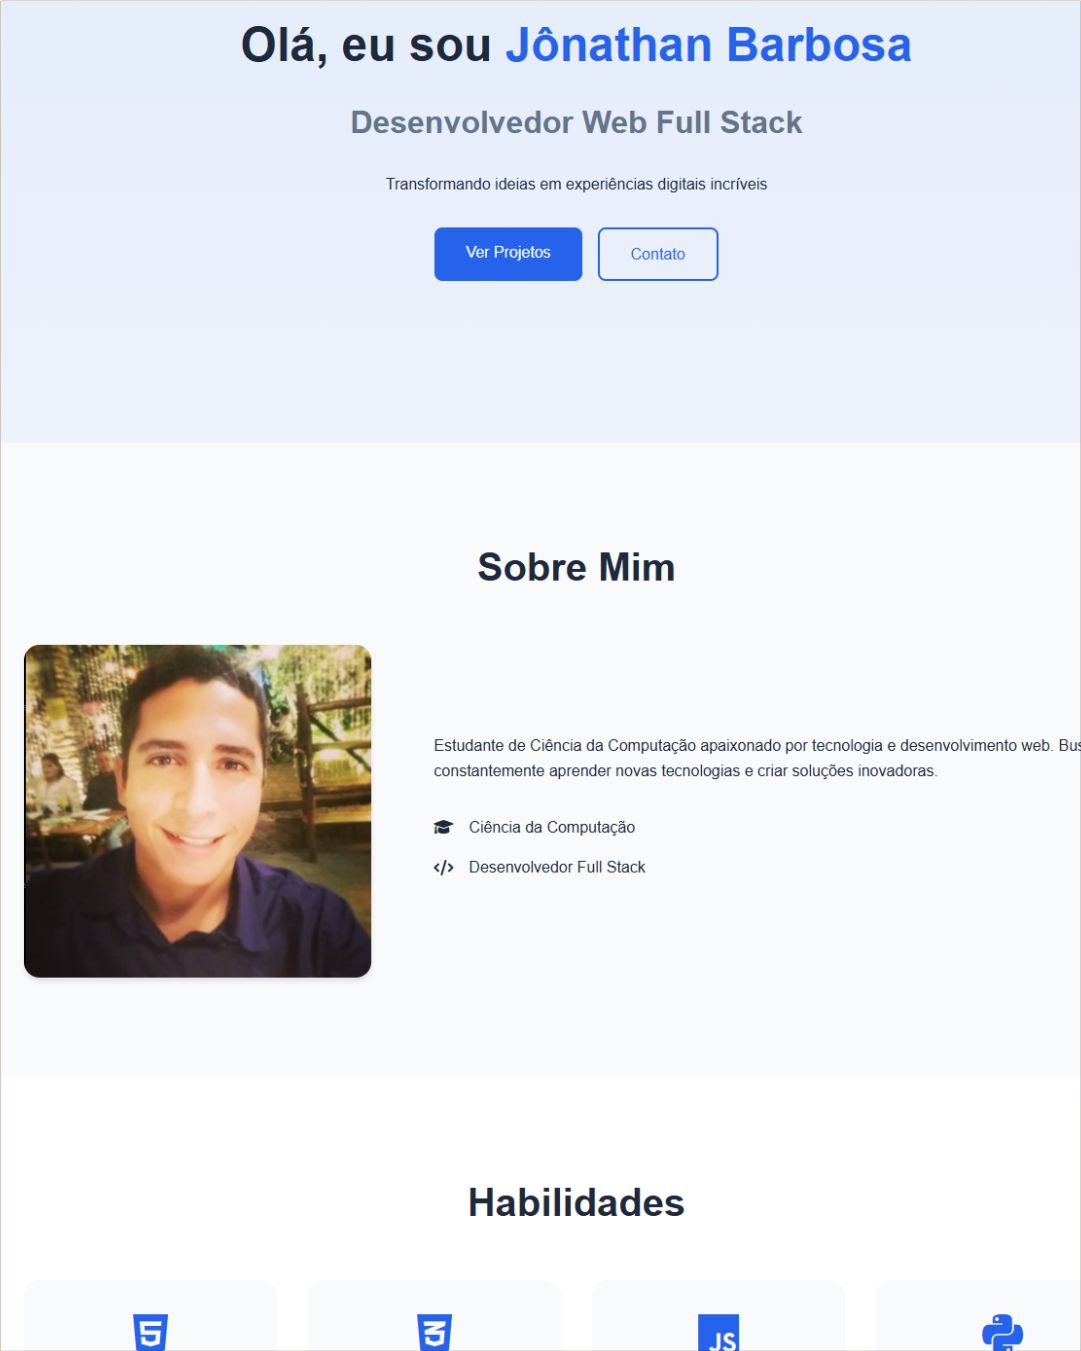 Olá, eu sou Jônathan Barbosa
Desenvolvedor Web Full Stack
Transformando ideias em experiências digitais incríveis
Ver Projetos
Contato
Sobre Mim
Estudante de Ciência da Computação apaixonado por tecnologia e desenvolvimento web.
constantemente aprender novas tecnologias e criar soluções inovadoras.
Ciência da Computação
Desenvolvedor Full Stack
Habilidades
5
3
JS